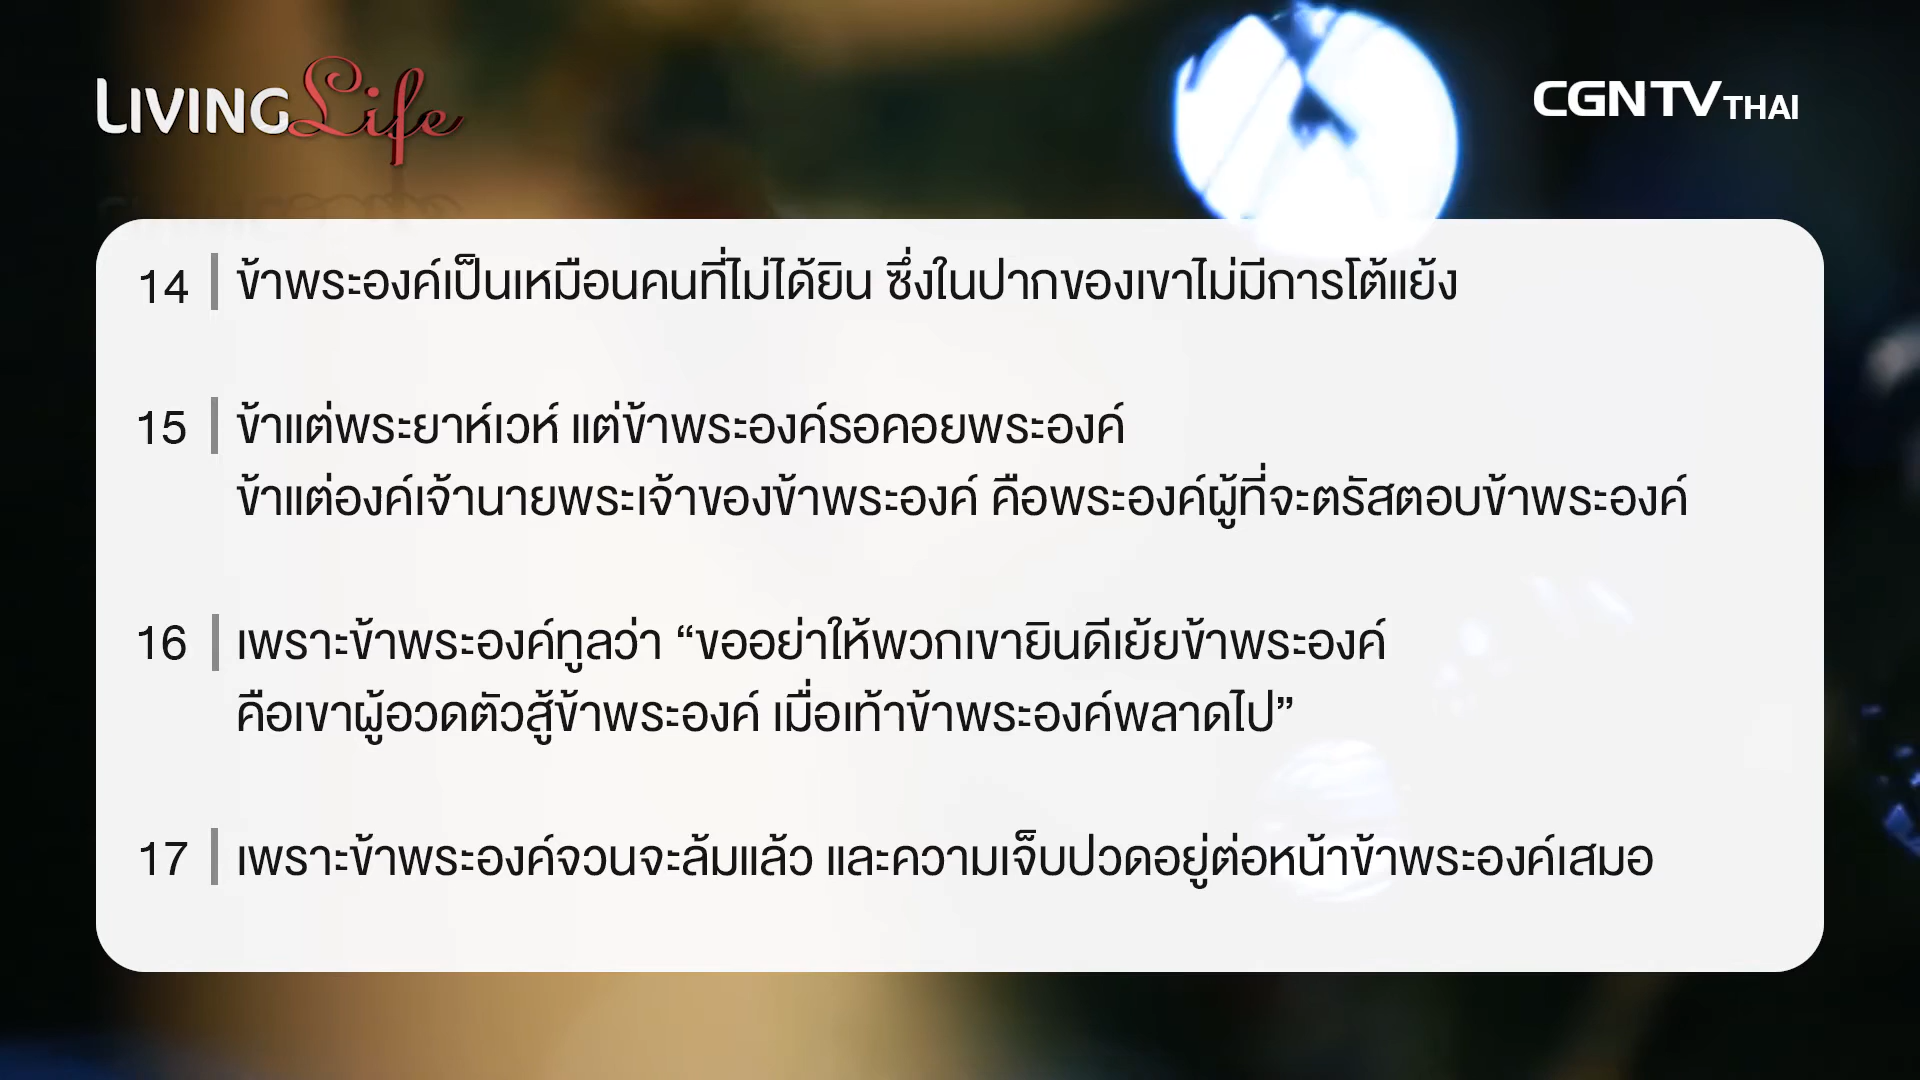 LIVING Life
CGNTV THAI
14 ข้าพระองค์เป็นเหมือนคนที่ไม่ได้ยิน ซึ่งในปากของเขาไม่มีการโต้แย้ง
15 ข้าแต่พระยาห์เวห์ แต่ข้าพระองค์รอคอยพระองค์
ข้าแต่องค์เจ้านายพระเจ้าของข้าพระองค์ คือพระองค์ผู้ที่จะตรัสตอบข้าพระองค์
16 เพราะข้าพระองค์ทูลว่า “ขออย่าให้พวกเขายินดีเย้ยข้าพระองค์
คือเขาผู้อวดตัวสู้ข้าพระองค์ เมื่อเท้าข้าพระองค์พลาดไป”
17 เพราะข้าพระองค์จวนจะล้มแล้ว และความเจ็บปวดอยู่ต่อหน้าข้าพระองค์เสมอ